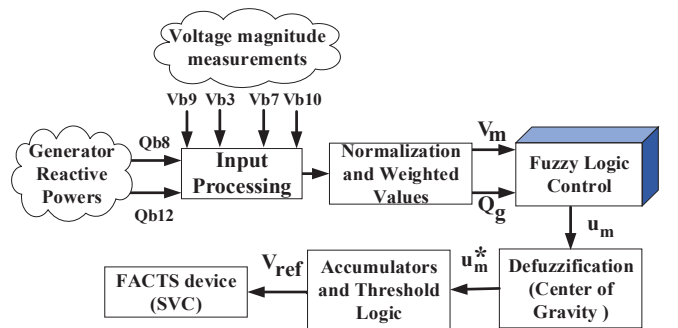 Voltage magnitude
measurements
Vb9 Vb3 Vb7 Vb10
Generator
Reactive
Powers
Qb8
Qb12
Input
Processing
Normalization
and Weighted
Values
Vm
Qg
Fuzzy Logic
Control
um
Defuzzification
(Center of
Gravity )
um*
Accumulators
and Threshold
Logic
Vref
FACTS device
(SVC)